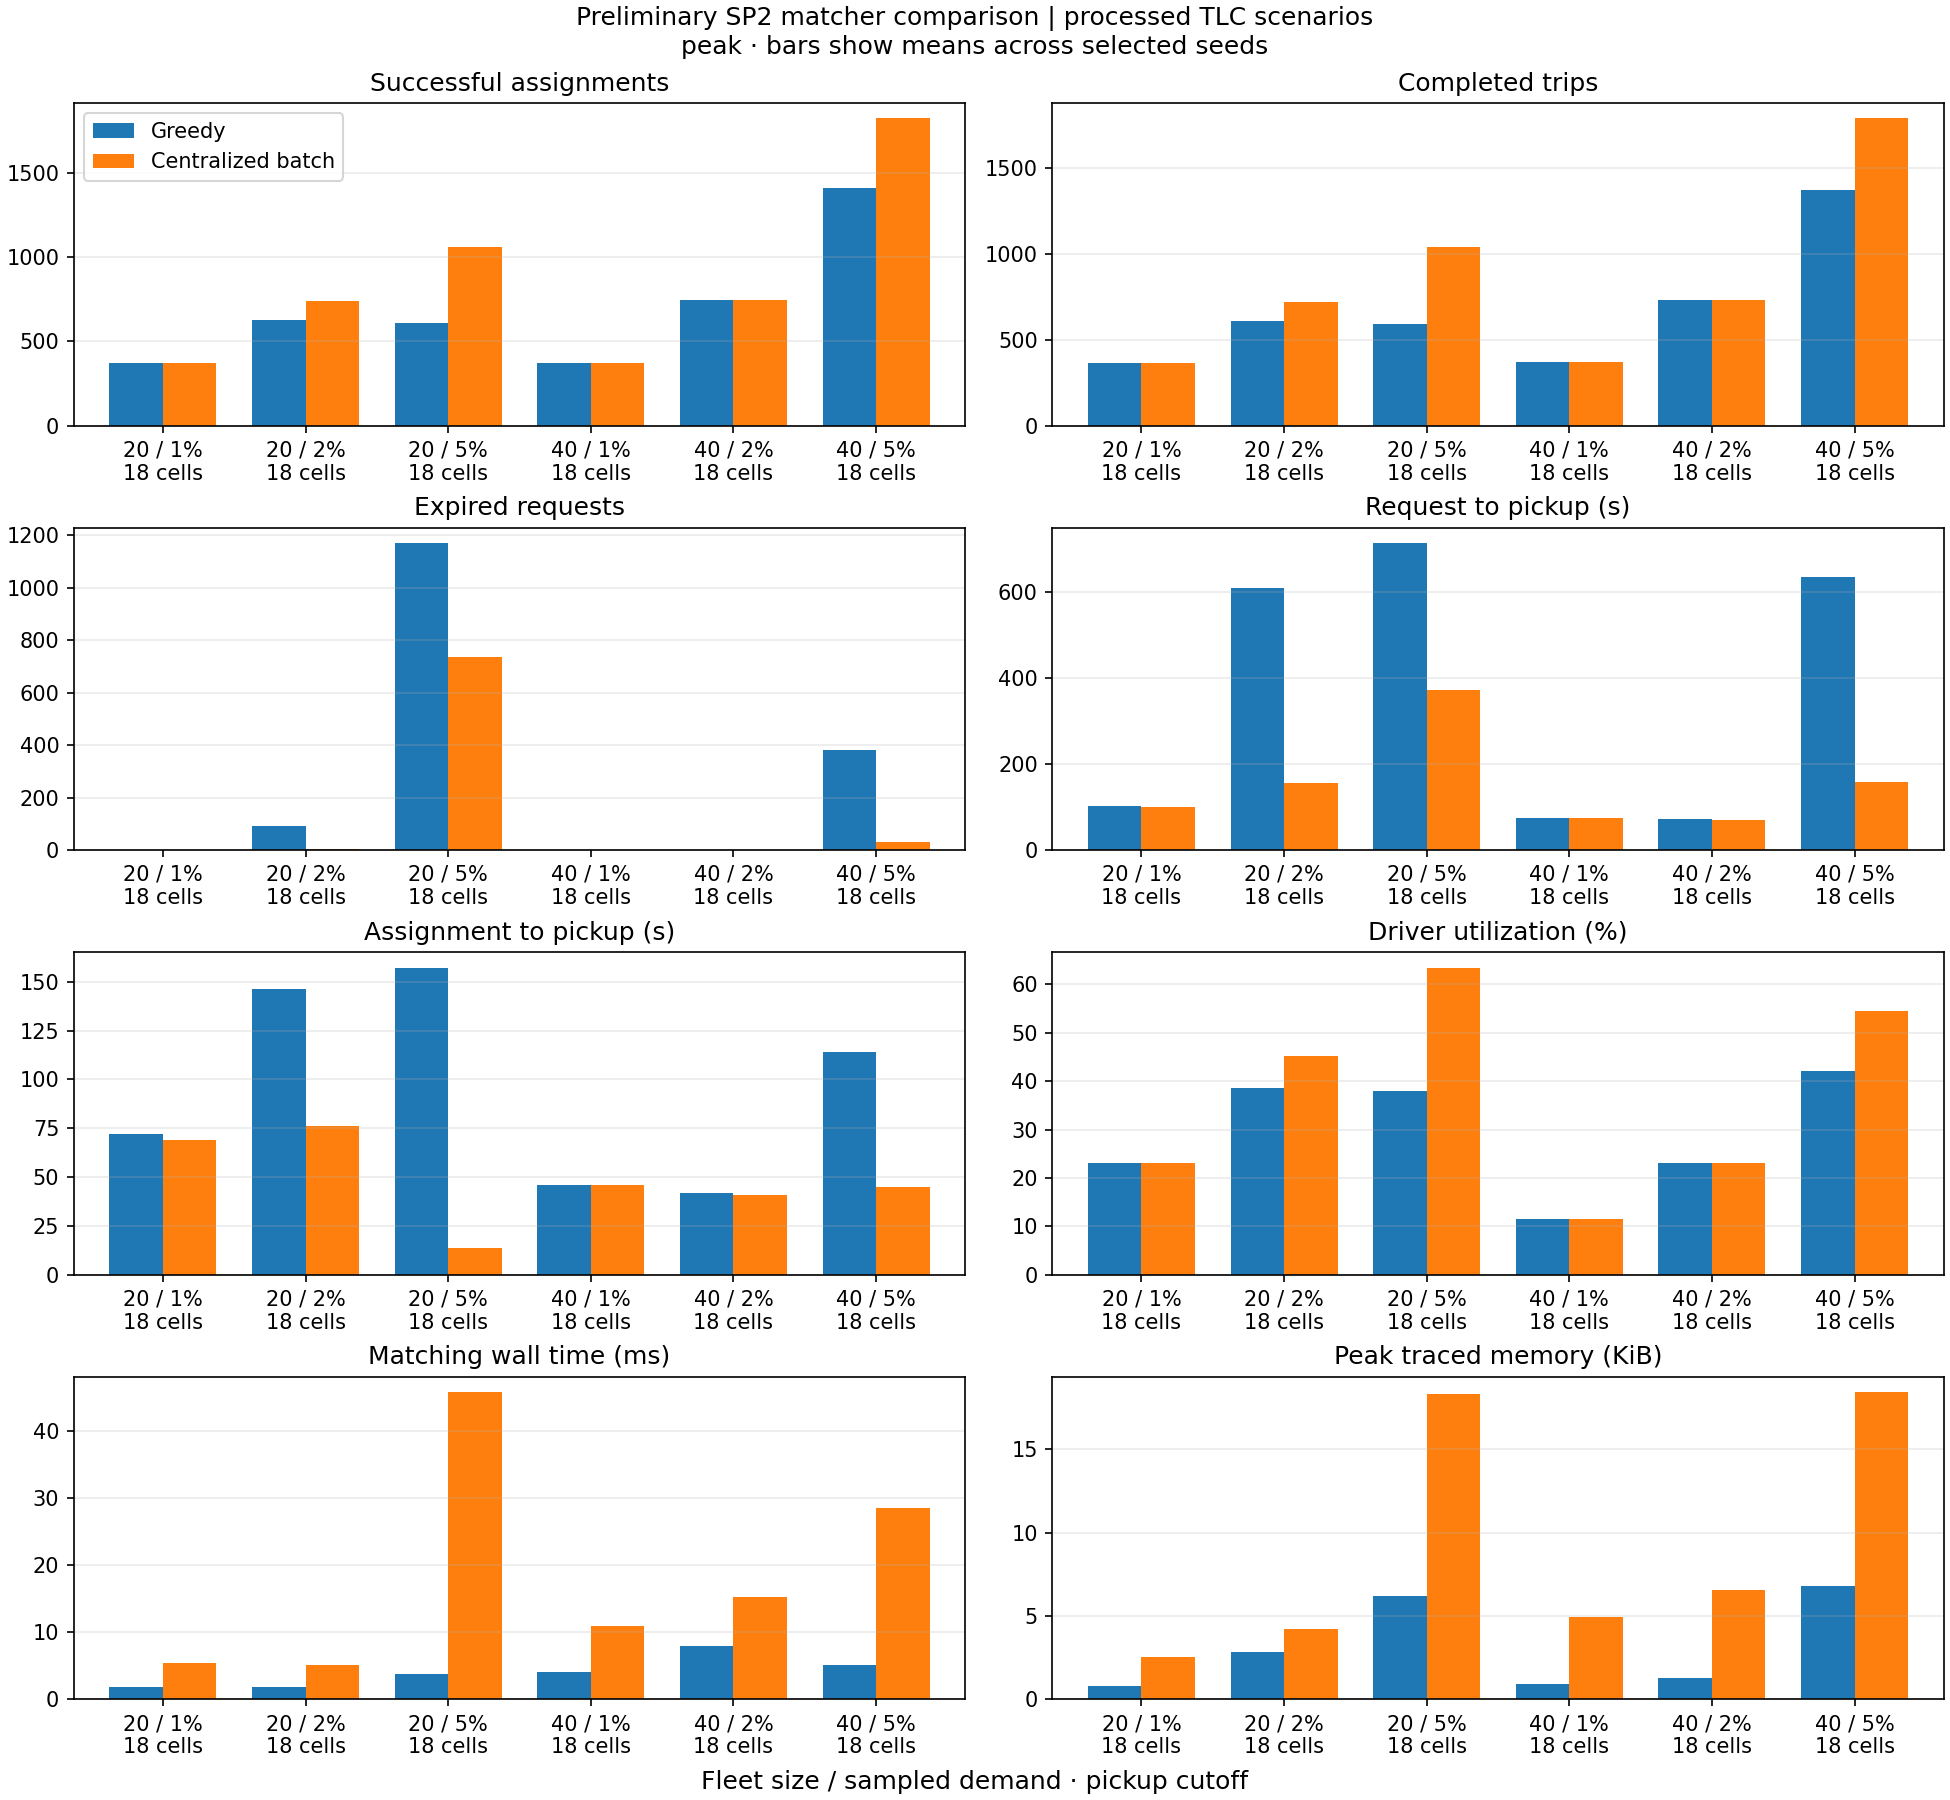 Preliminary SP2 matcher comparison | processed TLC scenarios
peak · bars show means across selected seeds
Successful assignments
Greedy
Centralized batch
1500
1000
500
0
20 / 1% 20 / 2% 20 / 5% 40 / 1% 40 / 2% 40 / 5%
18 cells 18 cells 18 cells 18 cells 18 cells 18 cells
Completed trips
1500
1000
500
0
20 / 1% 20 / 2% 20 / 5% 40 / 1% 40 / 2% 40 / 5%
18 cells 18 cells 18 cells 18 cells 18 cells 18 cells
Expired requests
1200
1000
800
600
400
200
0
20 / 1% 20 / 2% 20 / 5% 40 / 1% 40 / 2% 40 / 5%
18 cells 18 cells 18 cells 18 cells 18 cells 18 cells
Request to pickup (s)
600
400
200
0
20 / 1% 20 / 2% 20 / 5% 40 / 1% 40 / 2% 40 / 5%
18 cells 18 cells 18 cells 18 cells 18 cells 18 cells
Assignment to pickup (s)
150
125
100
75
50
25
0
20 / 1% 20 / 2% 20 / 5% 40 / 1% 40 / 2% 40 / 5%
18 cells 18 cells 18 cells 18 cells 18 cells 18 cells
Driver utilization (%)
60
50
40
30
20
10
0
20 / 1% 20 / 2% 20 / 5% 40 / 1% 40 / 2% 40 / 5%
18 cells 18 cells 18 cells 18 cells 18 cells 18 cells
Matching wall time (ms)
40
30
20
10
0
20 / 1% 20 / 2% 20 / 5% 40 / 1% 40 / 2% 40 / 5%
18 cells 18 cells 18 cells 18 cells 18 cells 18 cells
Peak traced memory (KiB)
15
10
5
0
20 / 1% 20 / 2% 20 / 5% 40 / 1% 40 / 2% 40 / 5%
18 cells 18 cells 18 cells 18 cells 18 cells 18 cells
Fleet size / sampled demand · pickup cutoff